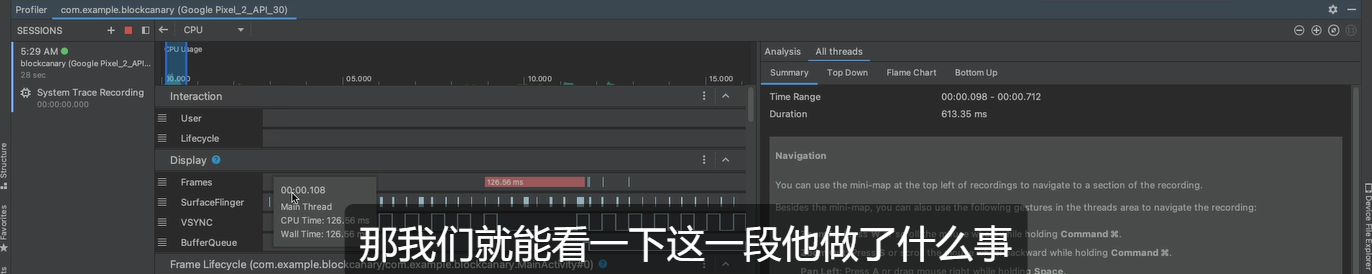 Profiler com.example.blockcanary (Google Pixel_2_API_30)
SESSIONS CPU
5:29 AM
blockcanary (Google Pixel_2_API...
28 sec
System Trace Recording
00:00:00.000
CPU Usage
05.000 10.000 15.000
Interaction
User
Lifecycle
Display
Frames 126.56 ms
SurfaceFlinger
VSYNC
BufferQueue
00:00.108
Main Thread
CPU Time: 126.56 ms
Wall Time: 126.56 m
Frame Lifecycle (com.example.blockcanary/com.example.blockcanary.MainActivity#0)
Analysis All threads
Summary Top Down Flame Chart Bottom Up
Time Range 00:00.098 - 00:00.712
Duration 613.35 ms
Navigation
You can use the mini-map at the top left of recordings to navigate to a section of the recording.
Besides mini-map, you can also use the following gestures in the threads area to navigate the recording:
while holding Command ⌘.
while holding Command ⌘.
Pan Left: Press A or drag mouse right while holding Space.
Structure
Favorites
Device File Explorer
那我们就能看一下这一段他做了什么事